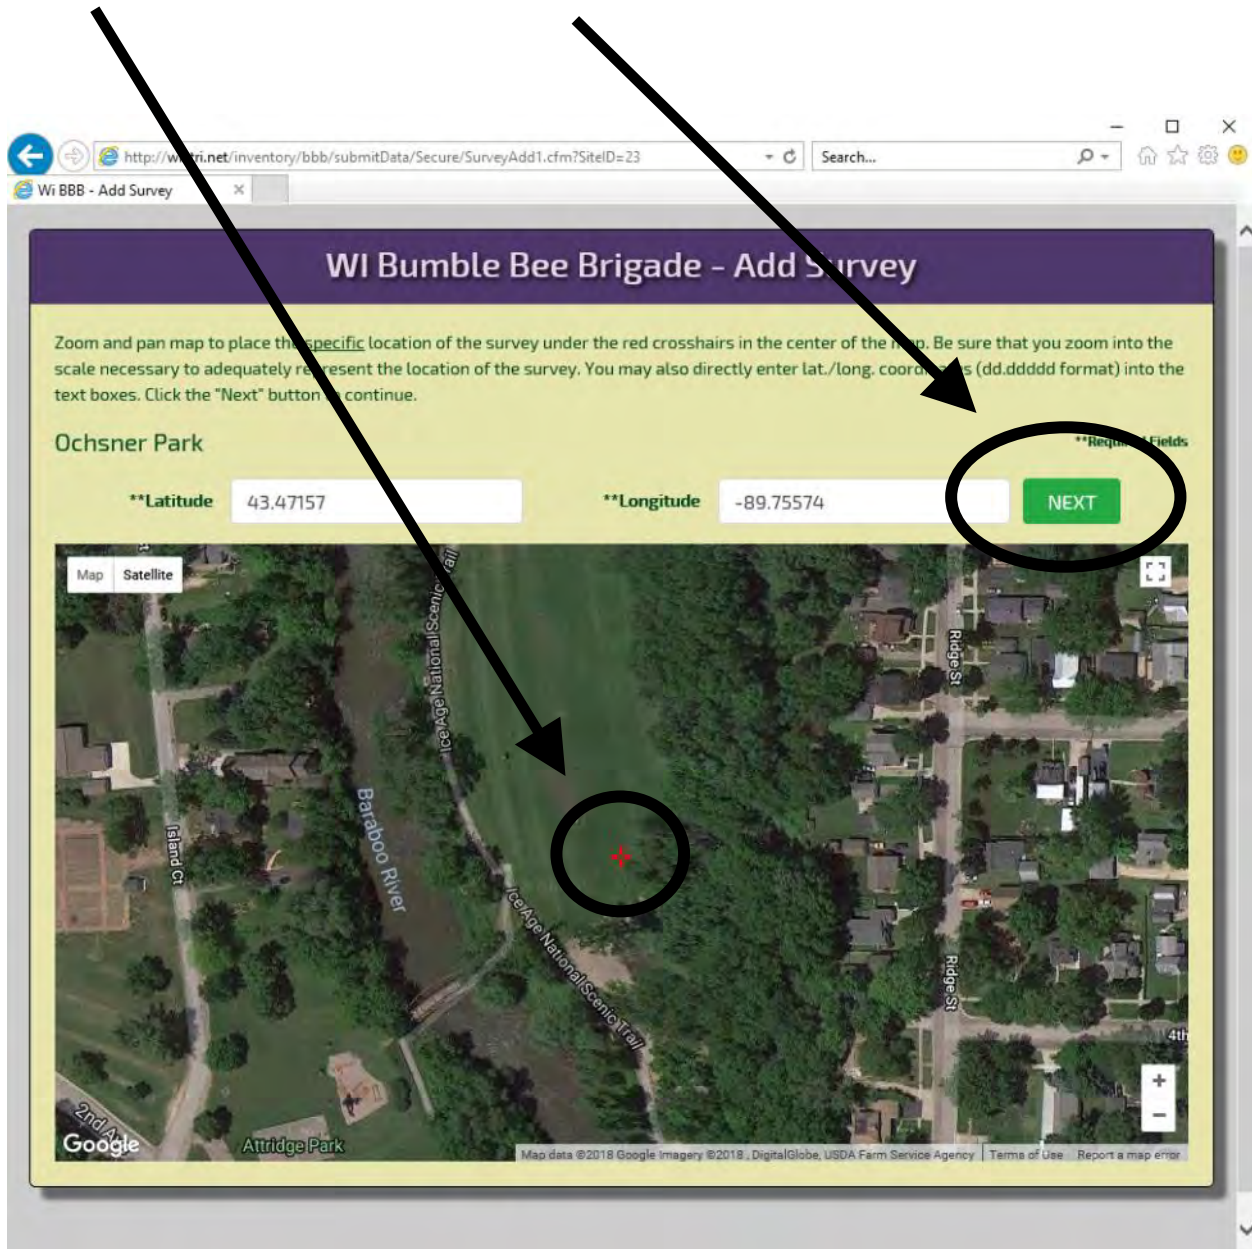 http://wi tri.net/inventory/bbb/submitData/Secure/SurveyAdd1.cfm?SiteID=23
Search...
Wi BBB - Add Survey
WI Bumble Bee Brigade - Add Survey
Zoom and pan map to place the specific location of the survey under the red crosshairs in the center of the map. Be sure that you zoom into the
scale necessary to adequately represent the location of the survey. You may also directly enter lat./long. coordinates (dd.ddddd format) into the
text boxes. Click the "Next" button to continue.
Ochsner Park
**Required Fields
**Latitude 43.47157 **Longitude -89.75574 NEXT
Map Satellite
Ice Age National Scenic Trail
Ridge St
Baraboo River
Island Ct
Ice Age National Scenic Trail
Ridge St
4th
+
−
2nd
Google
Attridge Park
Map data ©2018 Google Imagery ©2018 , DigitalGlobe, USDA Farm Service Agency Terms of Use Report a map error